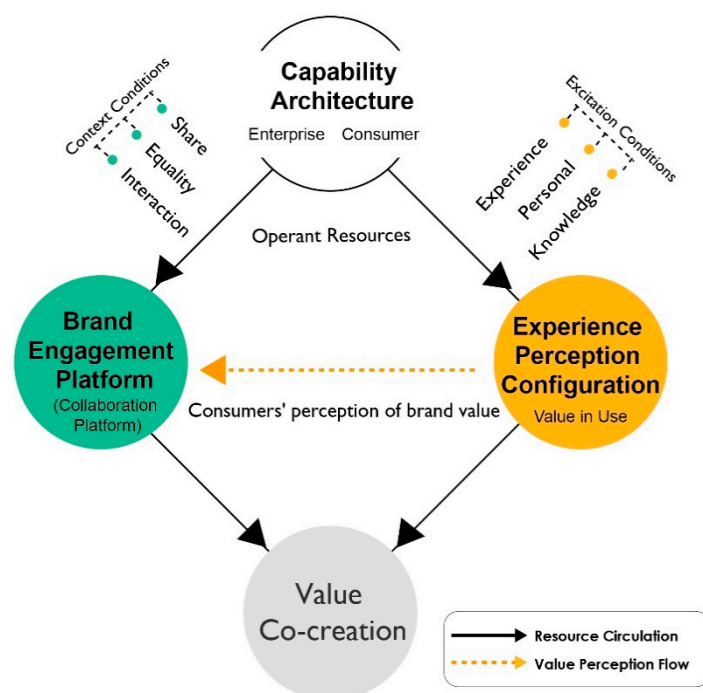 Capability
Architecture
Enterprise Consumer
Context Conditions
Share
Equality
Interaction
Excitation Conditions
Experience
Personal
Knowledge
Operant Resources
Brand
Engagement
Platform
(Collaboration
Platform)
Experience
Perception
Configuration
Value in Use
Consumers' perception of brand value
Value
Co-creation
Resource Circulation
Value Perception Flow